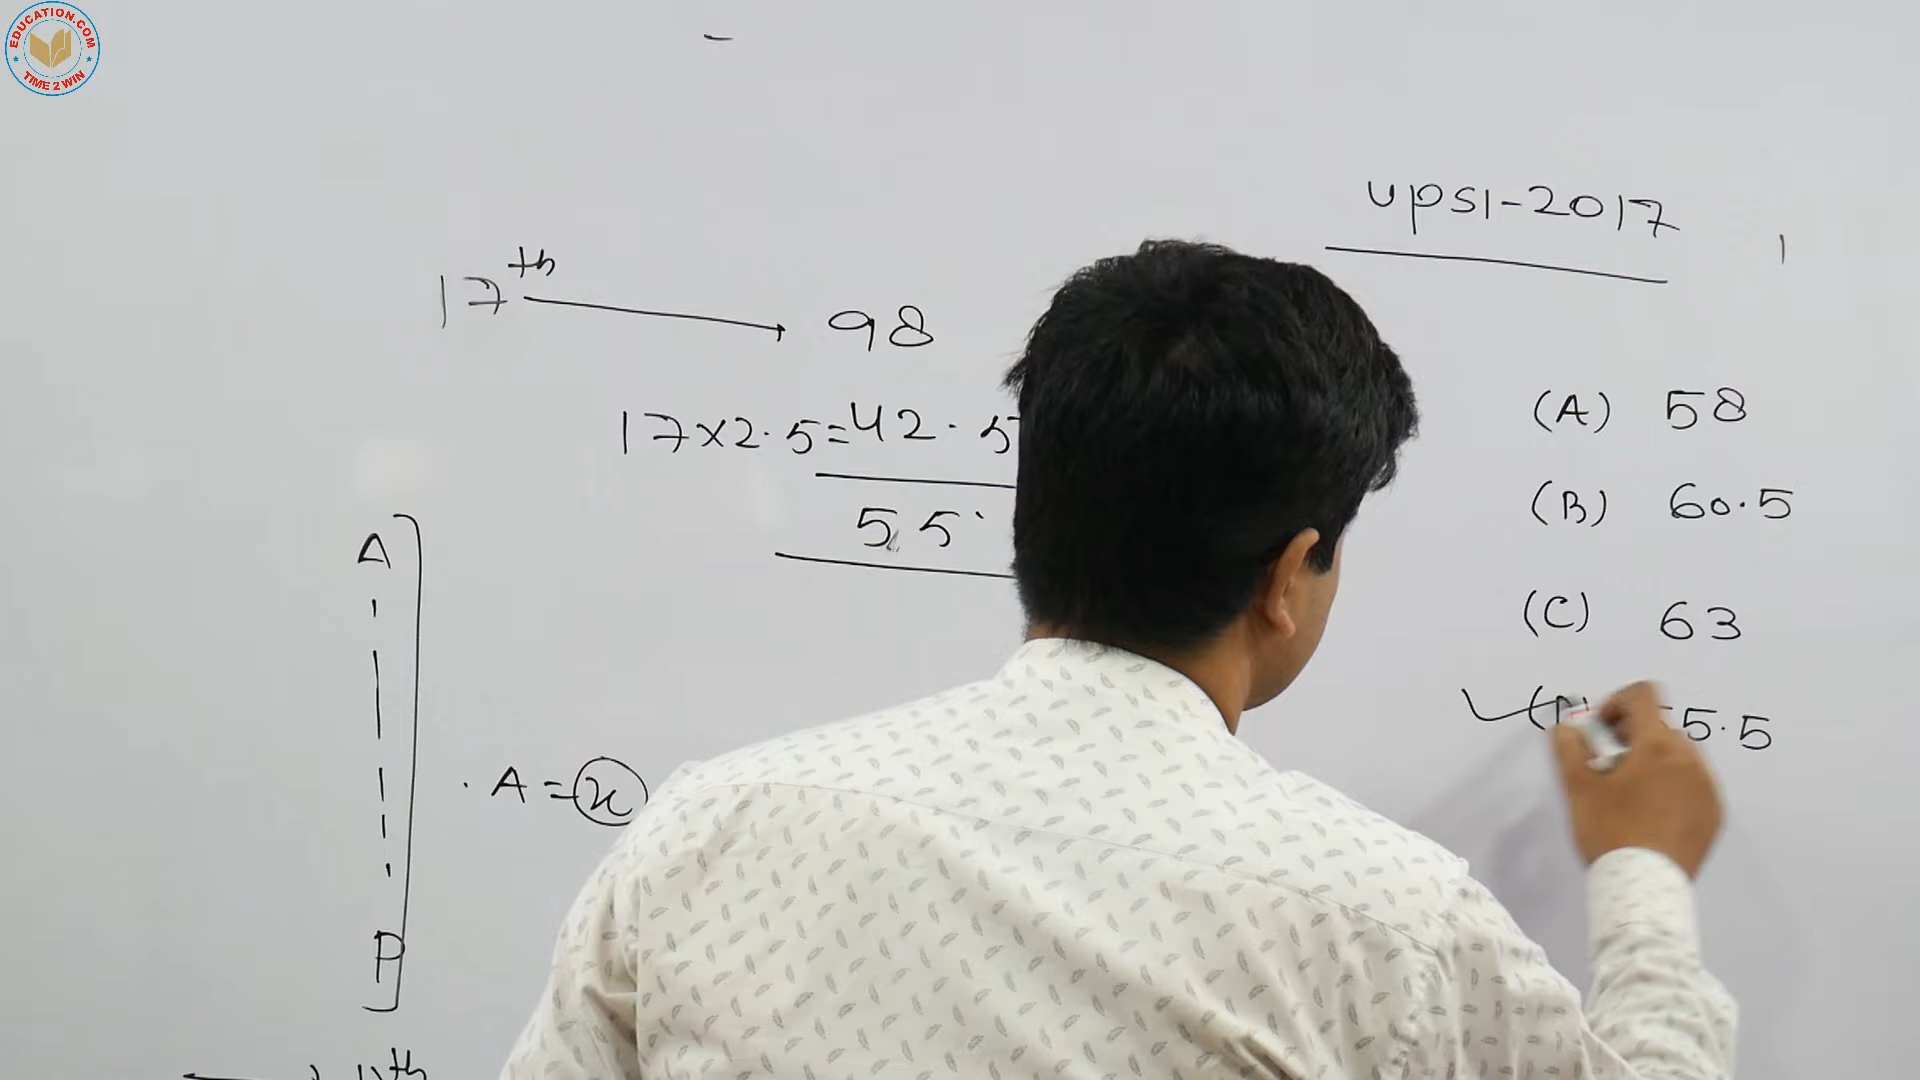 EDUCATION.COM
TIME 2 WIN
UPSI-2017
17th → 98
17×2.5=42.5
55.
(A) 58
(B) 60.5
(C) 63
5.5
A
P
A = x
th